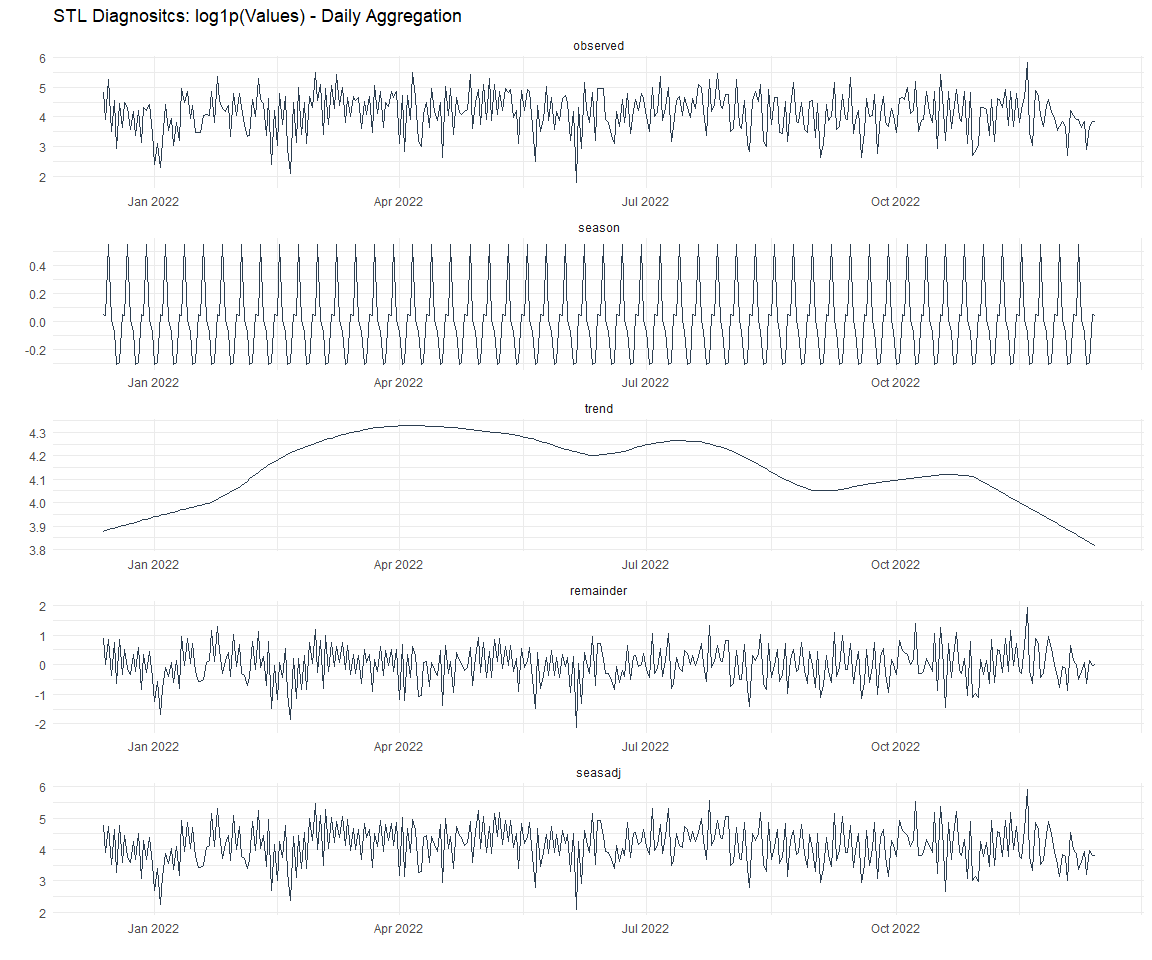 STL Diagnositcs: log1p(Values) - Daily Aggregation
observed
6
5
4
3
2
Jan 2022 Apr 2022 Jul 2022 Oct 2022
season
0.4
0.2
0.0
-0.2
Jan 2022 Apr 2022 Jul 2022 Oct 2022
trend
4.3
4.2
4.1
4.0
3.9
3.8
Jan 2022 Apr 2022 Jul 2022 Oct 2022
remainder
2
1
0
-1
-2
Jan 2022 Apr 2022 Jul 2022 Oct 2022
seasadj
6
5
4
3
2
Jan 2022 Apr 2022 Jul 2022 Oct 2022